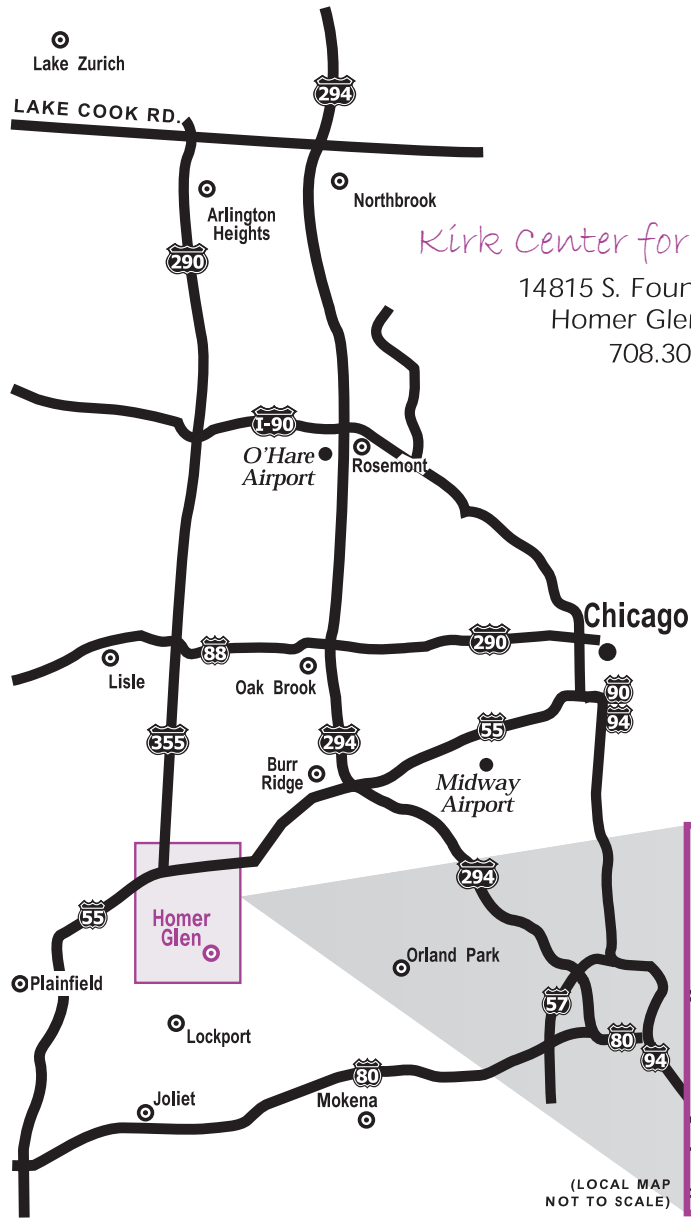 Lake Zurich
294
LAKE COOK RD.
Northbrook
Arlington
Heights
290
Kirk Center for
14815 S.
Homer
708.30
I-90
O'Hare
Airport
Rosemont
Chicago
290
88
Lisle
Oak Brook
90
94
55
355
294
Burr
Ridge
Midway
Airport
294
55
Homer
Glen
Orland Park
Plainfield
57
Lockport
80
94
80
Joliet
Mokena
(LOCAL MAP
NOT TO SCALE)